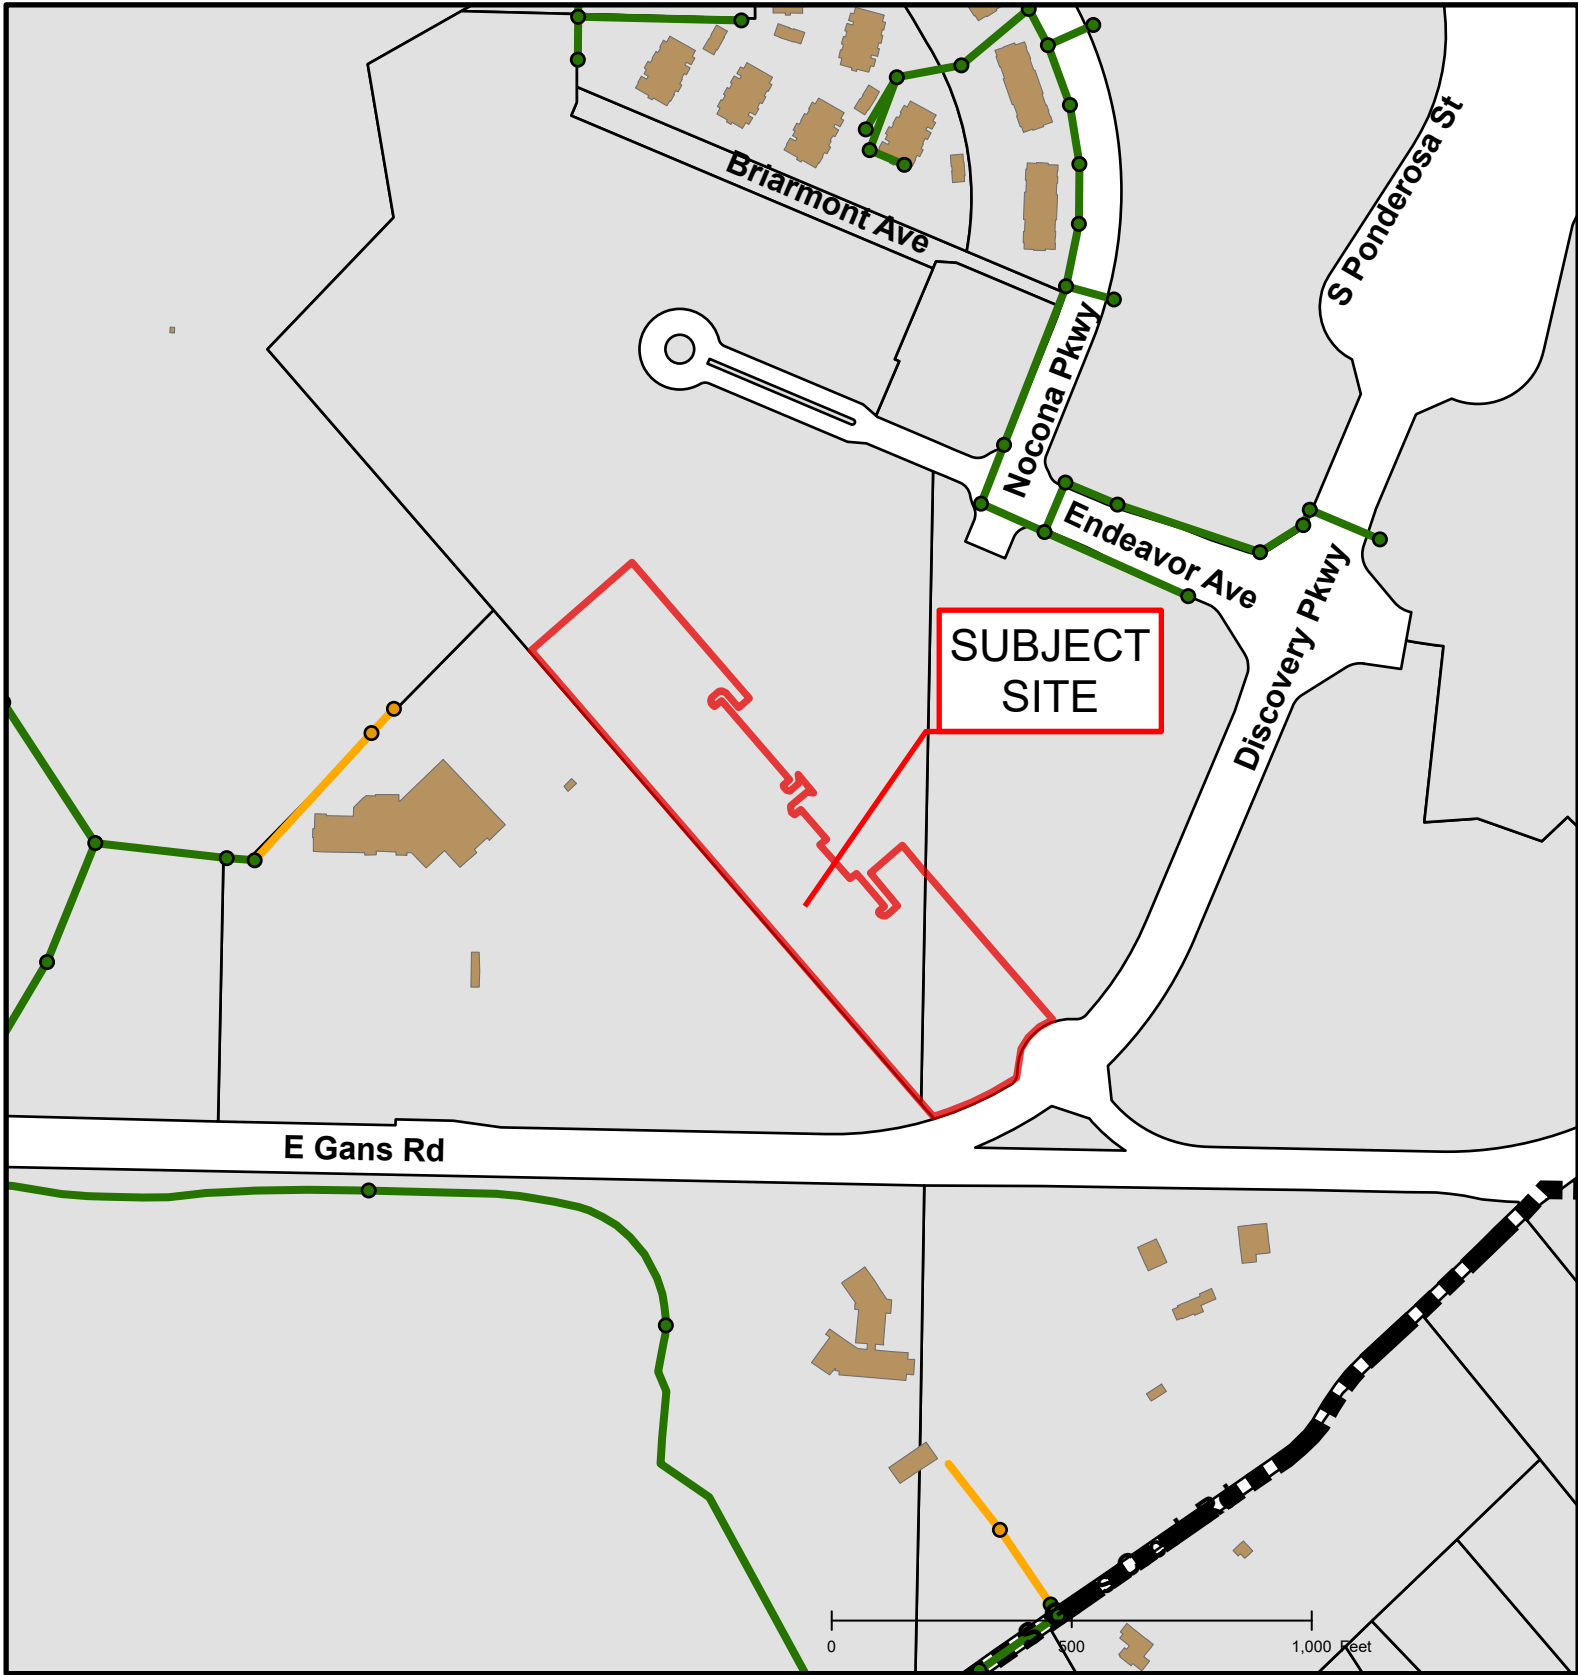 Briarmont Ave
S Ponderosa St
Nocona Pkwy
Endeavor Ave
Discovery Pkwy
SUBJECT
SITE
E Gans Rd
0 500 1,000 Feet